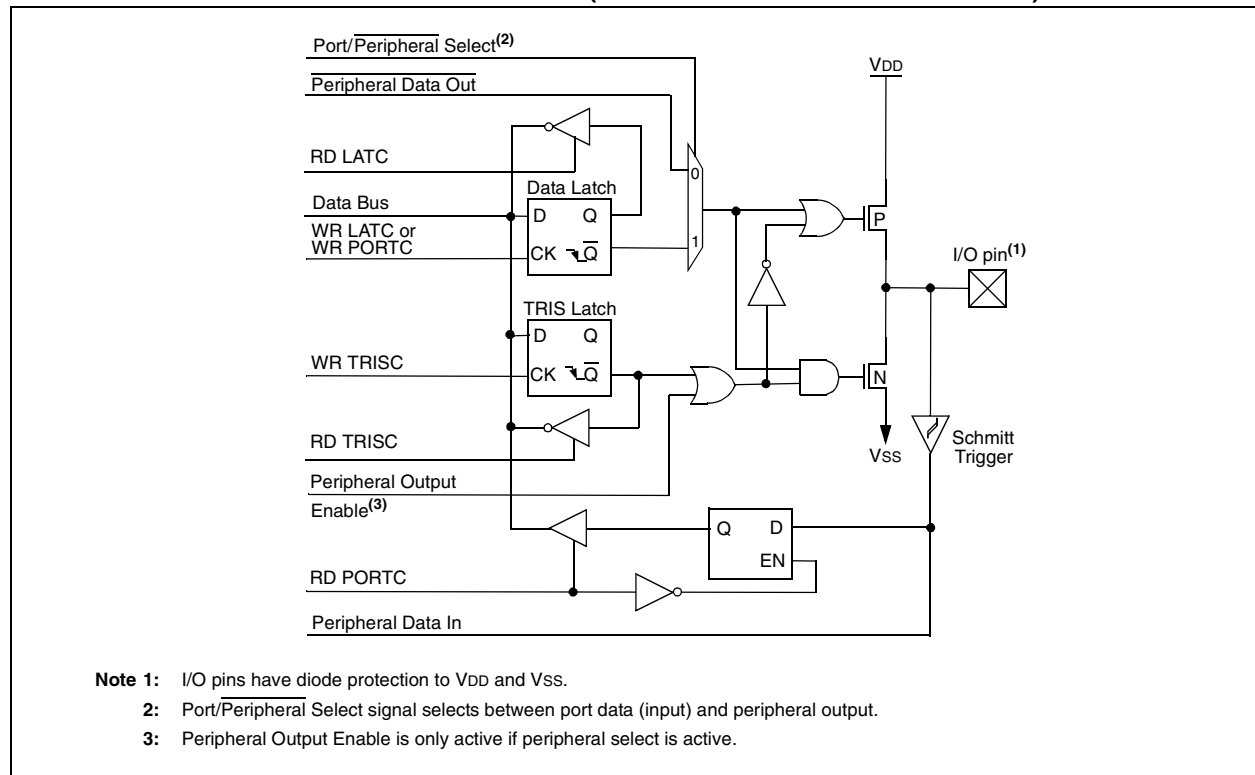 Port/Peripheral Select(2)
Peripheral Data Out
RD LATC
Data Bus
WR LATC or
WR PORTC
WR TRISC
RD TRISC
Peripheral Output
Enable(3)
RD PORTC
Peripheral Data In
Data Latch
D Q
CK Q
TRIS Latch
D Q
CK Q
0
1
Q D
EN
VDD
P
I/O pin(1)
N
VSS
Schmitt
Trigger
Note 1: I/O pins have diode protection to VDD and VSS.
2: Port/Peripheral Select signal selects between port data (input) and peripheral output.
3: Peripheral Output Enable is only active if peripheral select is active.